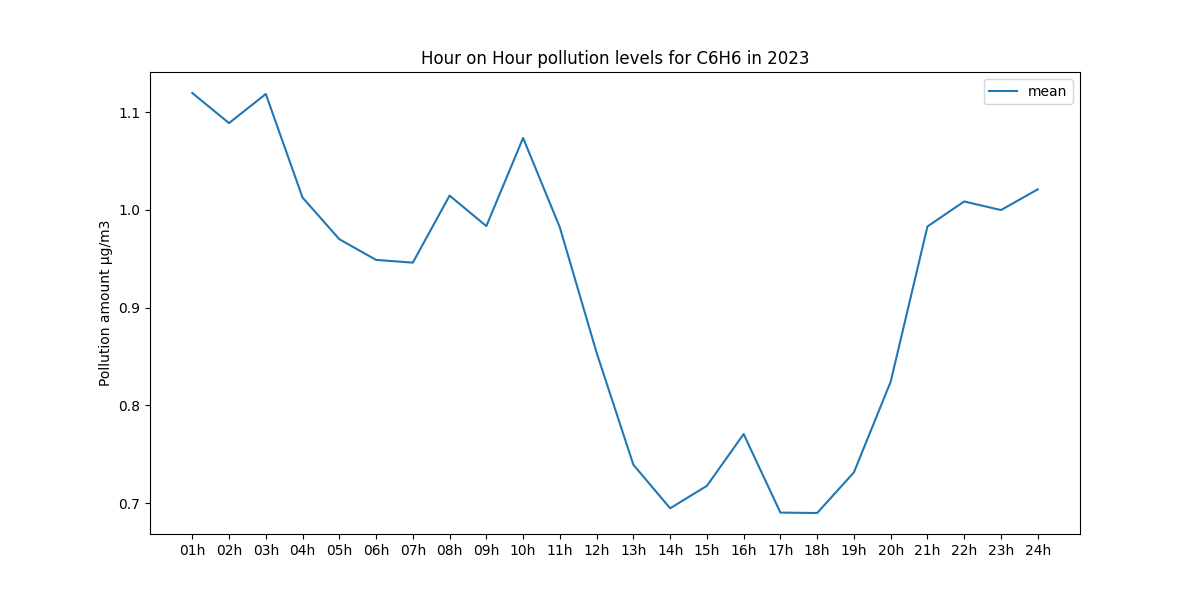 Hour on Hour pollution levels for C6H6 in 2023
mean
Pollution amount µg/m3
1.1
1.0
0.9
0.8
0.7
01h 02h 03h 04h 05h 06h 07h 08h 09h 10h 11h 12h 13h 14h 15h 16h 17h 18h 19h 20h 21h 22h 23h 24h